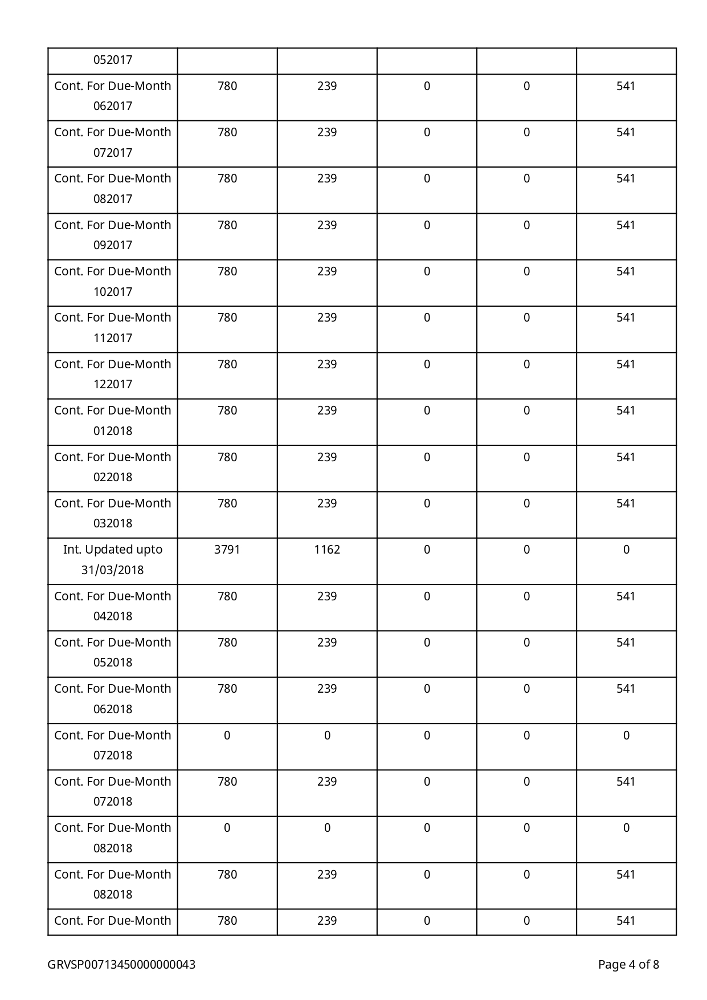 052017
Cont. For Due-Month 780 239 0 0 541
062017
Cont. For Due-Month 780 239 0 0 541
072017
Cont. For Due-Month 780 239 0 0 541
082017
Cont. For Due-Month 780 239 0 0 541
092017
Cont. For Due-Month 780 239 0 0 541
102017
Cont. For Due-Month 780 239 0 0 541
112017
Cont. For Due-Month 780 239 0 0 541
122017
Cont. For Due-Month 780 239 0 0 541
012018
Cont. For Due-Month 780 239 0 0 541
022018
Cont. For Due-Month 780 239 0 0 541
032018
Int. Updated upto 3791 1162 0 0 0
31/03/2018
Cont. For Due-Month 780 239 0 0 541
042018
Cont. For Due-Month 780 239 0 0 541
052018
Cont. For Due-Month 780 239 0 0 541
062018
Cont. For Due-Month 0 0 0 0 0
072018
Cont. For Due-Month 780 239 0 0 541
072018
Cont. For Due-Month 0 0 0 0 0
082018
Cont. For Due-Month 780 239 0 0 541
082018
Cont. For Due-Month 780 239 0 0 541
GRVSP00713450000000043 Page 4 of 8